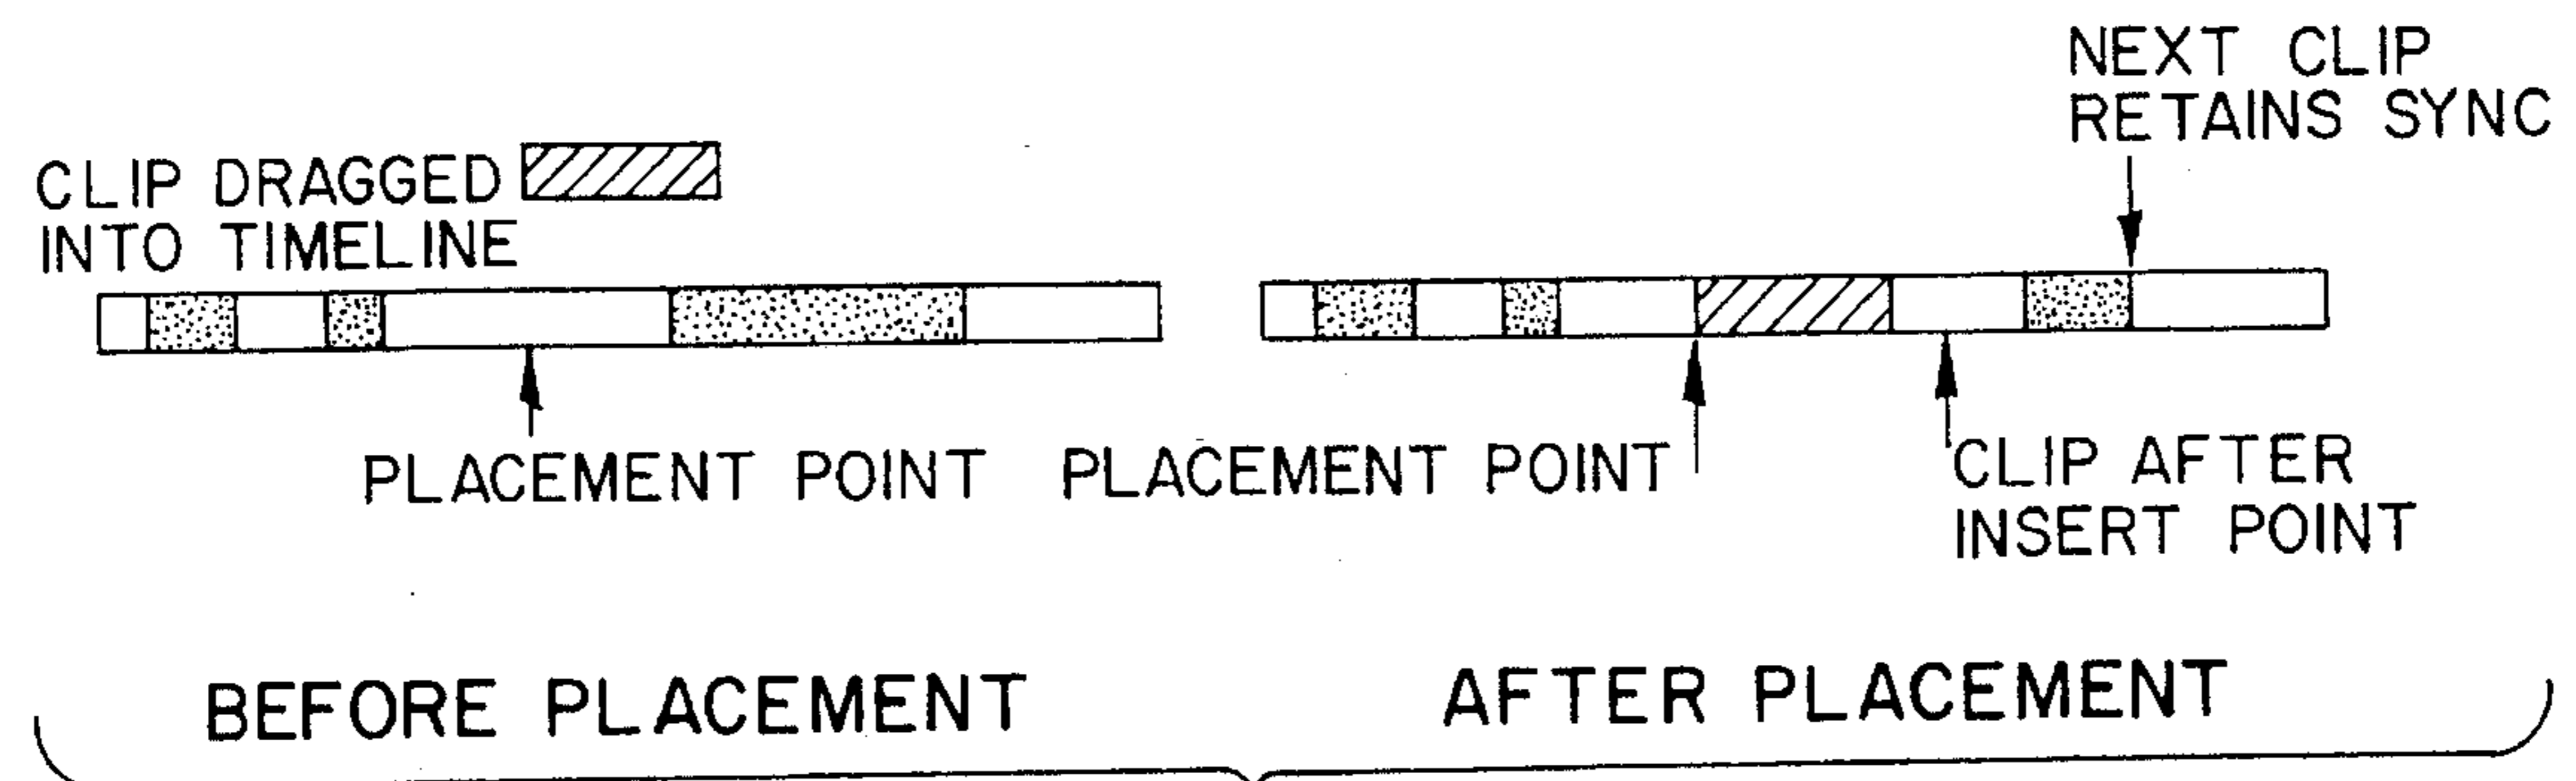 NEXT CLIP
RETAINS SYNC
CLIP DRAGGED
INTO TIMELINE
PLACEMENT POINT
PLACEMENT POINT
CLIP AFTER
INSERT POINT
BEFORE PLACEMENT
AFTER PLACEMENT